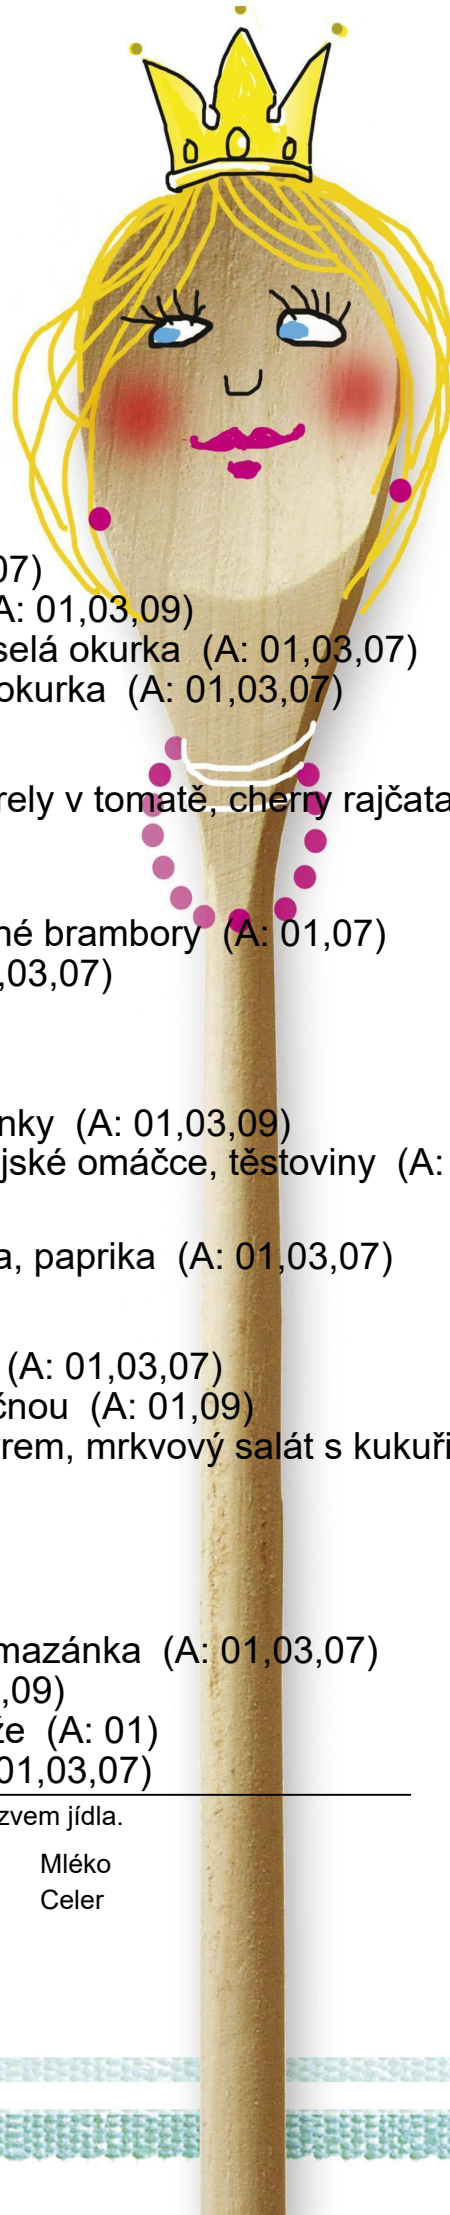 07)
A: 01,03,09)
selá okurka (A: 01,03,07)
okurka (A: 01,03,07)
rely v tomatě, cherry rajčata
né brambory (A: 01,07)
,03,07)
nky (A: 01,03,09)
jské omáčce, těstoviny (A:
a, paprika (A: 01,03,07)
(A: 01,03,07)
čnou (A: 01,09)
rem, mrkvový salát s kukuři
mazánka (A: 01,03,07)
,09)
že (A: 01)
01,03,07)
zvem jídla.
Mléko
Celer